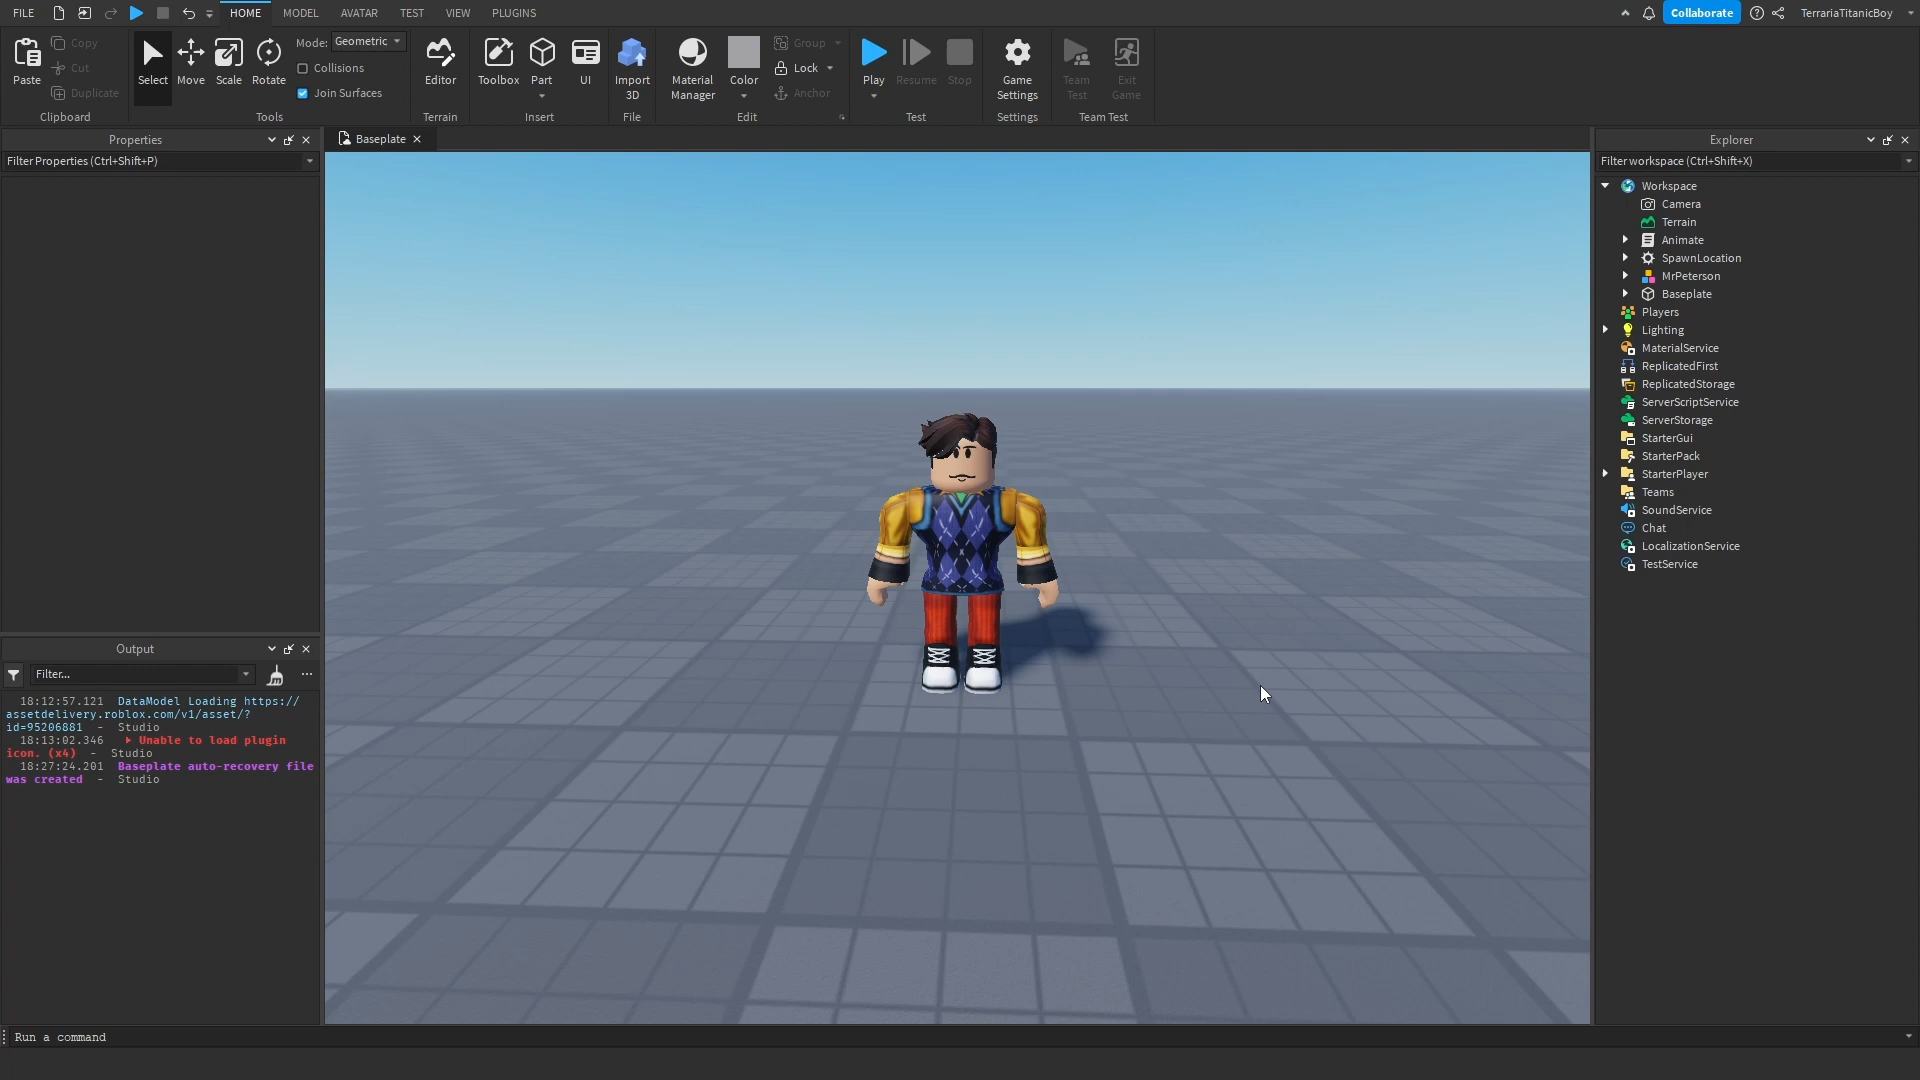 FILE
HOME
MODEL
AVATAR
TEST
VIEW
PLUGINS
Collaborate
TerrariaTitanicBoy
Paste
Copy
Cut
Duplicate
Clipboard
Select
Move
Scale
Rotate
Mode: Geometric
Collisions
Join Surfaces
Tools
Editor
Terrain
Toolbox
Part
UI
Insert
Import
3D
File
Material
Manager
Color
Group
Lock
Anchor
Edit
Play
Resume
Stop
Test
Game
Settings
Settings
Team
Test
Exit
Game
Team Test
Properties
Filter Properties (Ctrl+Shift+P)
Baseplate
Output
Filter...
18:12:57.121 DataModel Loading https://
assetdelivery.roblox.com/v1/asset/?
id=95206881 - Studio
18:13:02.346 Unable to load plugin
icon. (x4) - Studio
18:27:24.201 Baseplate auto-recovery file
was created - Studio
Explorer
Filter workspace (Ctrl+Shift+X)
Workspace
Camera
Terrain
Animate
SpawnLocation
MrPeterson
Baseplate
Players
Lighting
MaterialService
ReplicatedFirst
ReplicatedStorage
ServerScriptService
ServerStorage
StarterGui
StarterPack
StarterPlayer
Teams
SoundService
Chat
LocalizationService
TestService
Run a command